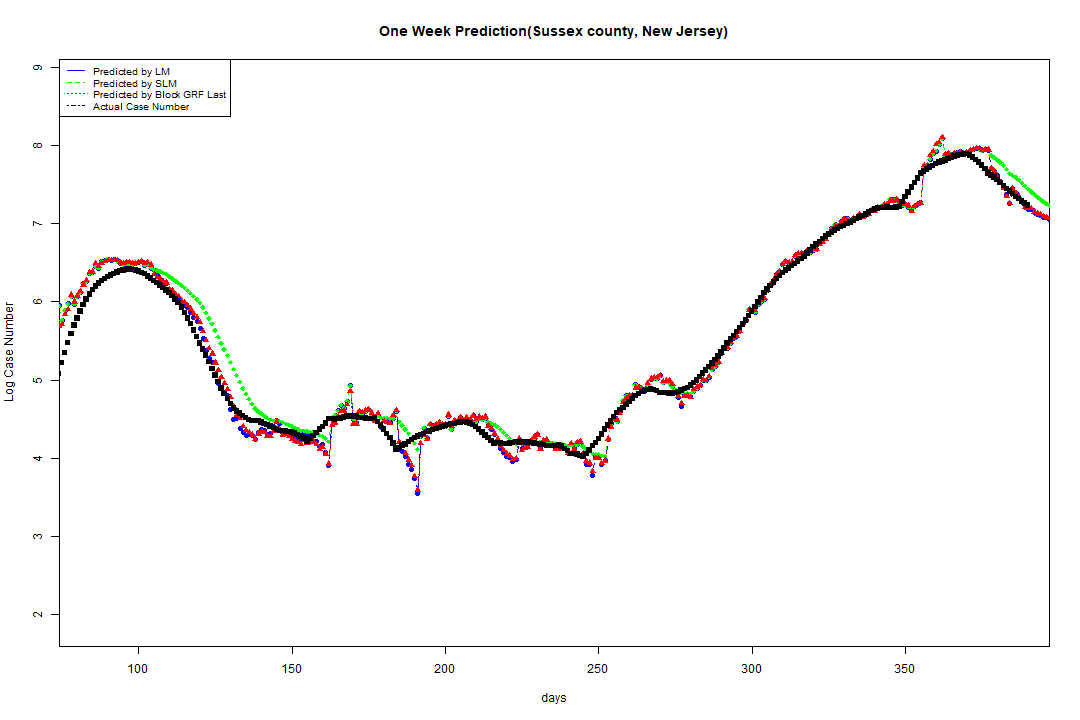 One Week Prediction(Sussex county, New Jersey)
Predicted by LM
Predicted by SLM
Predicted by Block GRF Last
Actual Case Number
9
8
7
6
5
4
3
2
Log Case Number
100 150 200 250 300 350
days